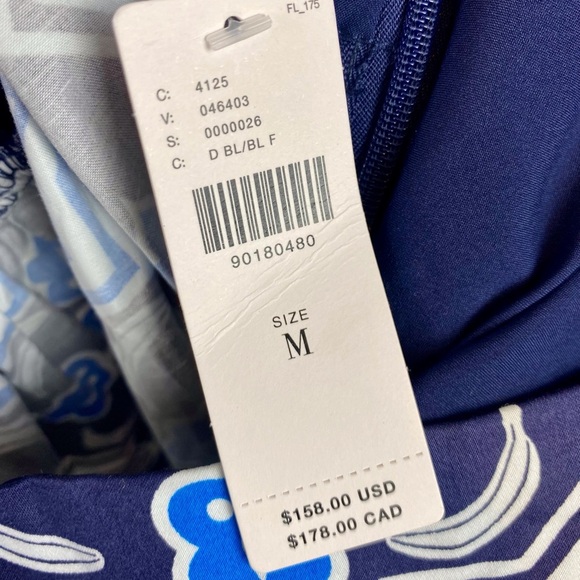 FL_175
C: 4125
V: 046403
S: 0000026
C: D BL/BL F
90180480
SIZE
M
$158.00 USD
$178.00 CAD